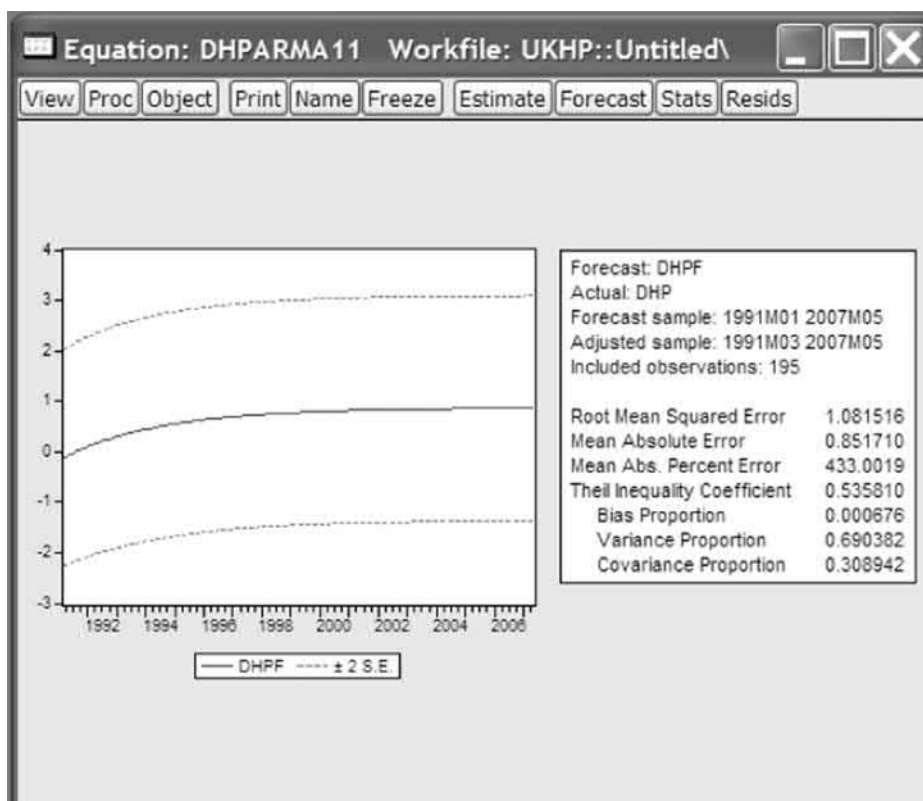 Equation: DHPARMA11 Workfile: UKHP::Untitled\
View Proc Object Print Name Freeze Estimate Forecast Stats Resids
4
3
2
1
0
-1
-2
-3
1992 1994 1996 1998 2000 2002 2004 2006
DHPF ± 2 S.E.
Forecast: DHPF
Actual: DHP
Forecast sample: 1991M01 2007M05
Adjusted sample: 1991M03 2007M05
Included observations: 195
Root Mean Squared Error 1.081516
Mean Absolute Error 0.851710
Mean Abs. Percent Error 433.0019
Theil Inequality Coefficient 0.535810
Bias Proportion 0.000676
Variance Proportion 0.690382
Covariance Proportion 0.308942